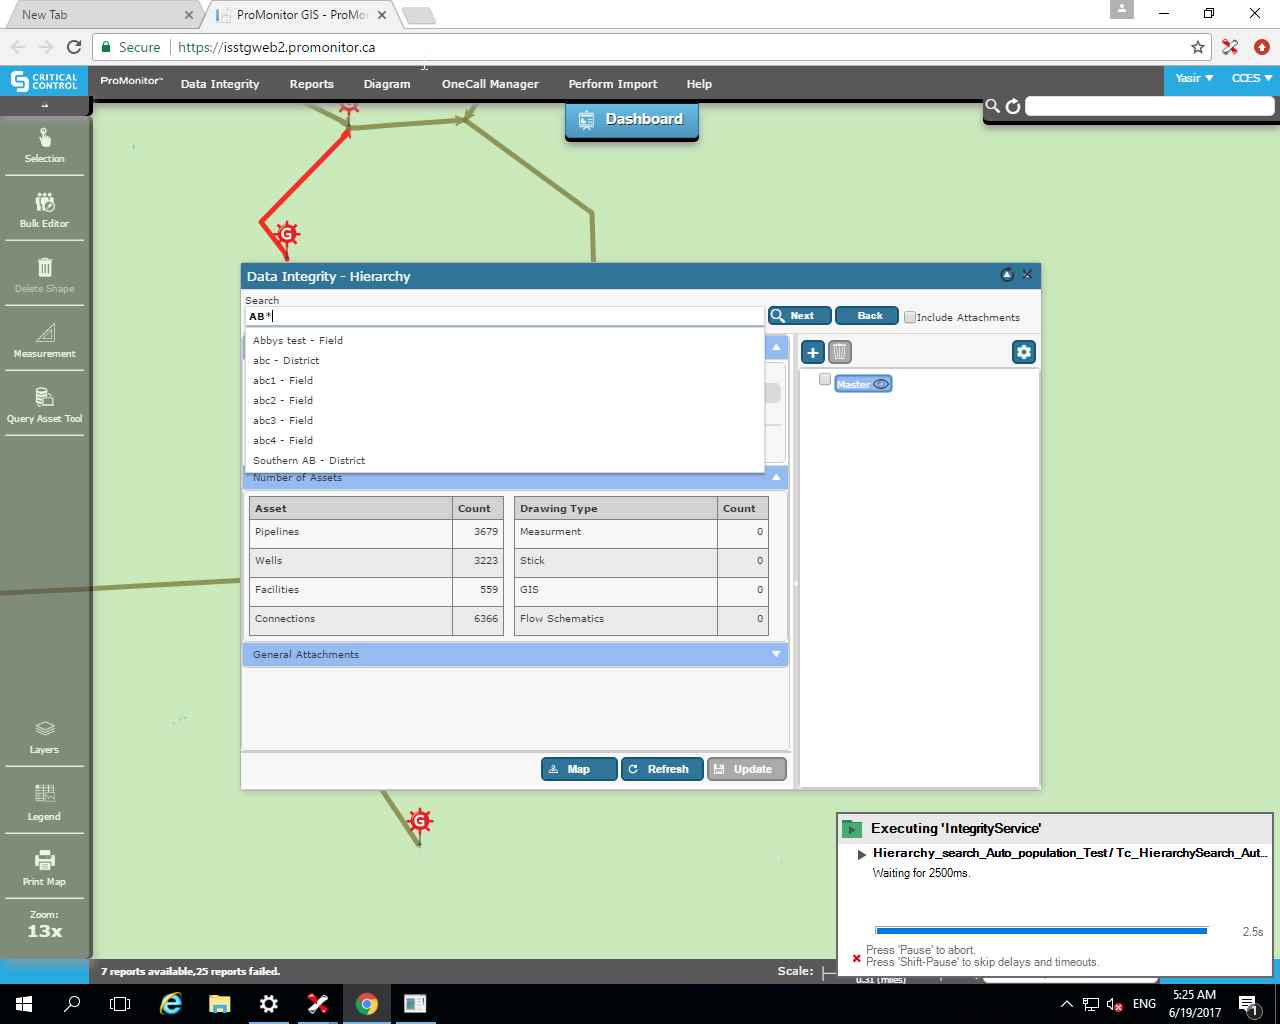 New Tab
ProMonitor GIS - ProMo
Secure
https://isstgweb2.promonitor.ca
CRITICAL CONTROL
ProMonitor™
Data Integrity
Reports
Diagram
OneCall Manager
Perform Import
Help
Yasir
CCES
Dashboard
Selection
Bulk Editor
Delete Shape
Measurement
Query Asset Tool
Layers
Legend
Print Map
Zoom:
13x
G
G
Data Integrity - Hierarchy
Search
AB*
Next
Back
Include Attachments
Abbys test - Field
abc - District
abc1 - Field
abc2 - Field
abc3 - Field
abc4 - Field
Southern AB - District
Master
Number of Assets
Asset Count
Pipelines 3679
Wells 3223
Facilities 559
Connections 6366
Drawing Type Count
Measurment 0
Stick 0
GIS 0
Flow Schematics 0
General Attachments
Map
Refresh
Update
Executing 'IntegrityService'
Hierarchy_search_Auto_population_Test / Tc_HierarchySearch_Aut...
Waiting for 2500ms.
2.5s
Press 'Pause' to abort.
Press 'Shift-Pause' to skip delays and timeouts.
7 reports available,25 reports failed.
Scale:
0.31 (miles)
ENG
5:25 AM
6/19/2017
1